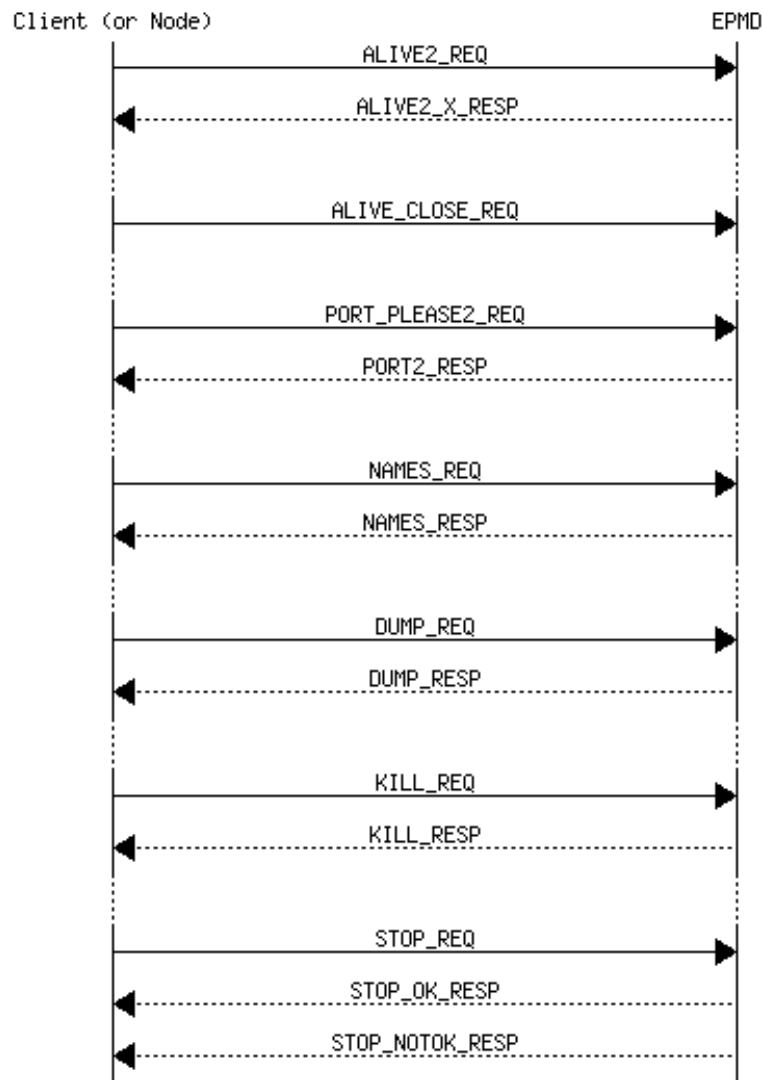 Client (or Node) EPMD
ALIVE2_REQ
ALIVE2_X_RESP
ALIVE_CLOSE_REQ
PORT_PLEASE2_REQ
PORT2_RESP
NAMES_REQ
NAMES_RESP
DUMP_REQ
DUMP_RESP
KILL_REQ
KILL_RESP
STOP_REQ
STOP_OK_RESP
STOP_NOTOK_RESP